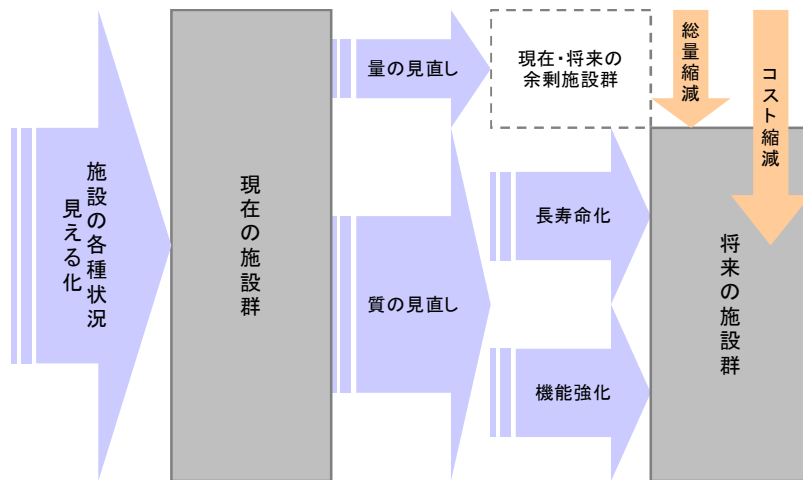 施設の各種状況
見える化
現在の施設群
量の見直し
質の見直し
現在・将来の
余剰施設群
長寿命化
機能強化
総量縮減
コスト縮減
将来の施設群